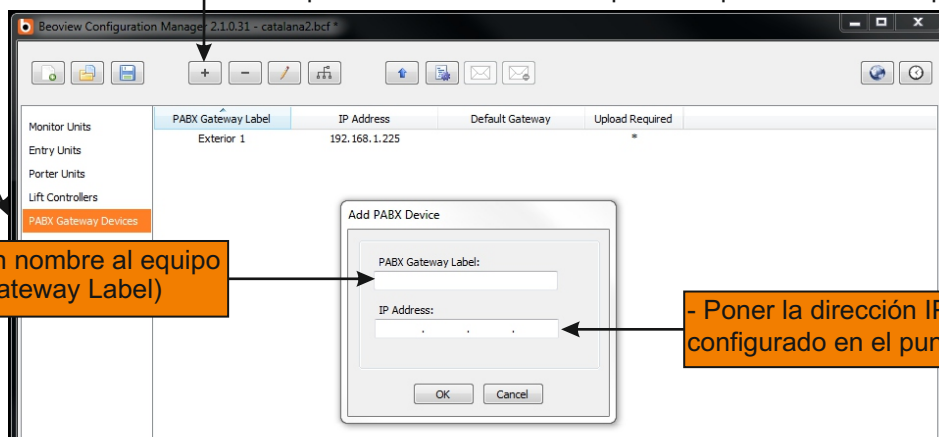 Beoview Configuration Manager 2.1.0.31 - catalana2.bcf *
PABX Gateway Label IP Address Default Gateway Upload Required
Exterior 1 192.168.1.225 *
Monitor Units
Entry Units
Porter Units
Lift Controllers
PABX Gateway Devices
Add PABX Device
PABX Gateway Label:
IP Address:
. . .
OK Cancel
nombre al equipo
ateway Label)
- Poner la dirección IP
configurado en el pun